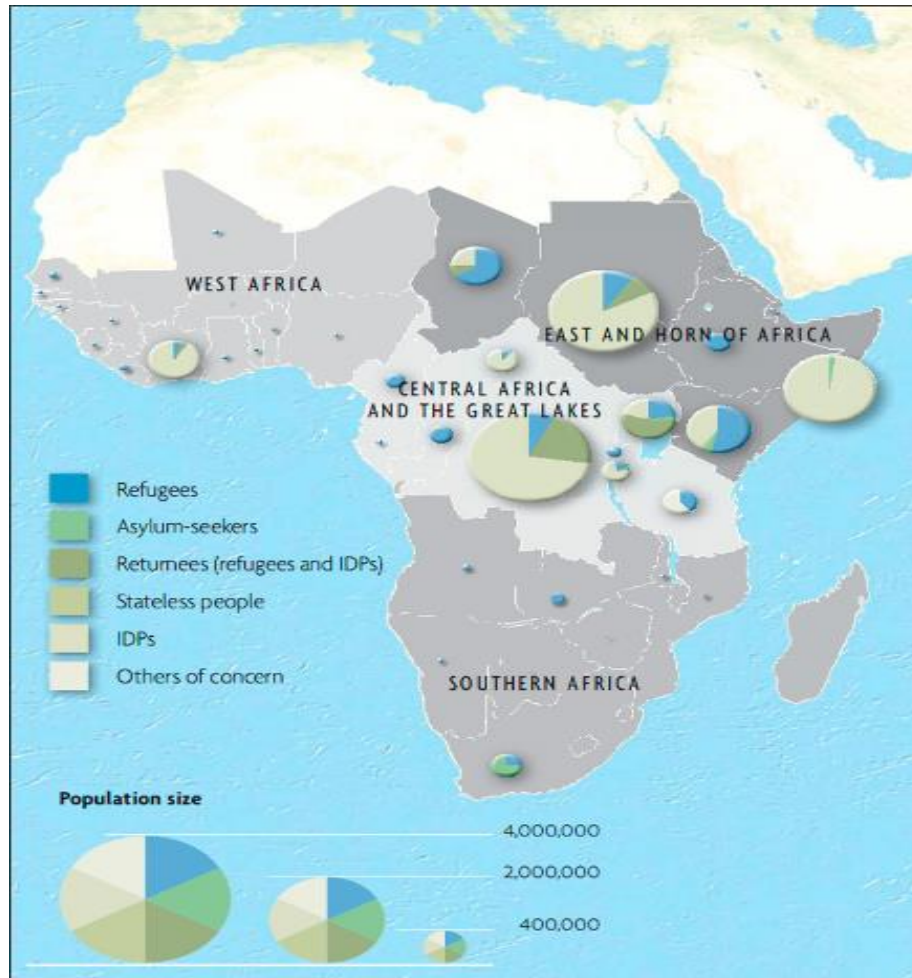 WEST AFRICA
EAST AND HORN OF AFRICA
CENTRAL AFRICA
AND THE GREAT LAKES
Refugees
Asylum-seekers
Returnees (refugees and IDPs)
Stateless people
IDPs
Others of concern
SOUTHERN AFRICA
Population size
4,000,000
2,000,000
400,000